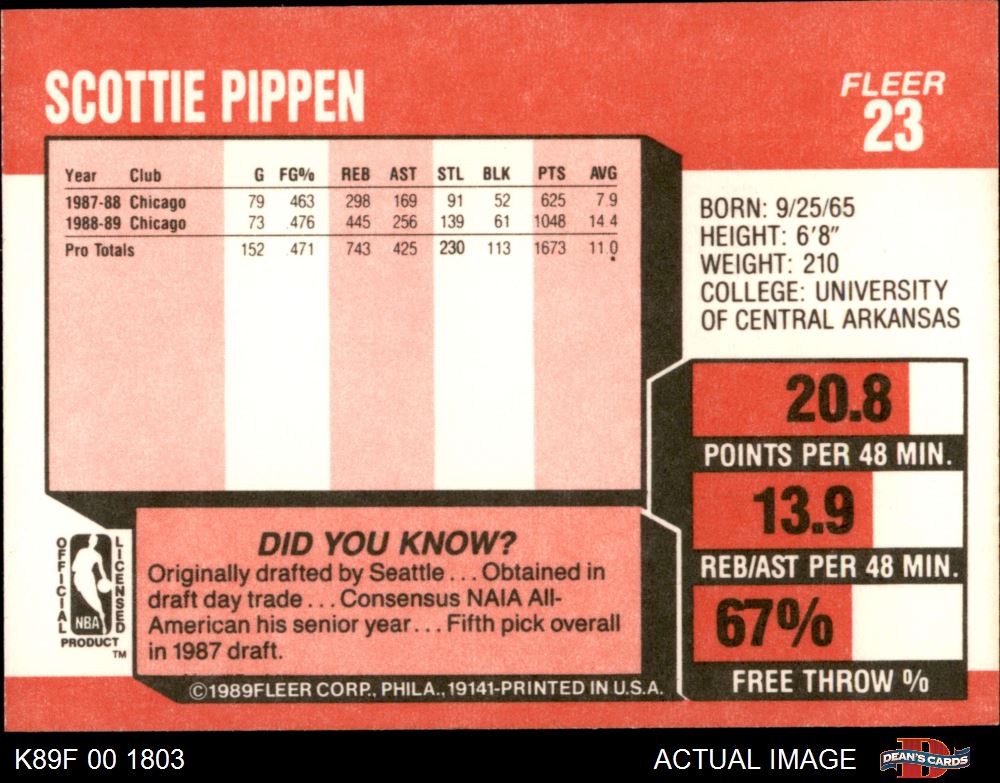 SCOTTIE PIPPEN
FLEER
23
Year Club G FG% REB AST STL BLK PTS AVG
1987-88 Chicago 79 .463 298 169 91 52 625 7.9
1988-89 Chicago 73 .476 445 256 139 61 1048 14.4
Pro Totals 152 .471 743 425 230 113 1673 11.0
BORN: 9/25/65
HEIGHT: 6'8"
WEIGHT: 210
COLLEGE: UNIVERSITY
OF CENTRAL ARKANSAS
20.8
POINTS PER 48 MIN.
13.9
REB/AST PER 48 MIN.
67%
FREE THROW %
OFFICIAL
LICENSED
NBA
PRODUCT
TM
DID YOU KNOW?
Originally drafted by Seattle . . . Obtained in
draft day trade . . . Consensus NAIA All-
American his senior year . . . Fifth pick overall
in 1987 draft.
©1989FLEER CORP., PHILA.,19141-PRINTED IN U.S.A.
K89F 00 1803
ACTUAL IMAGE
D
DEAN'S CARDS